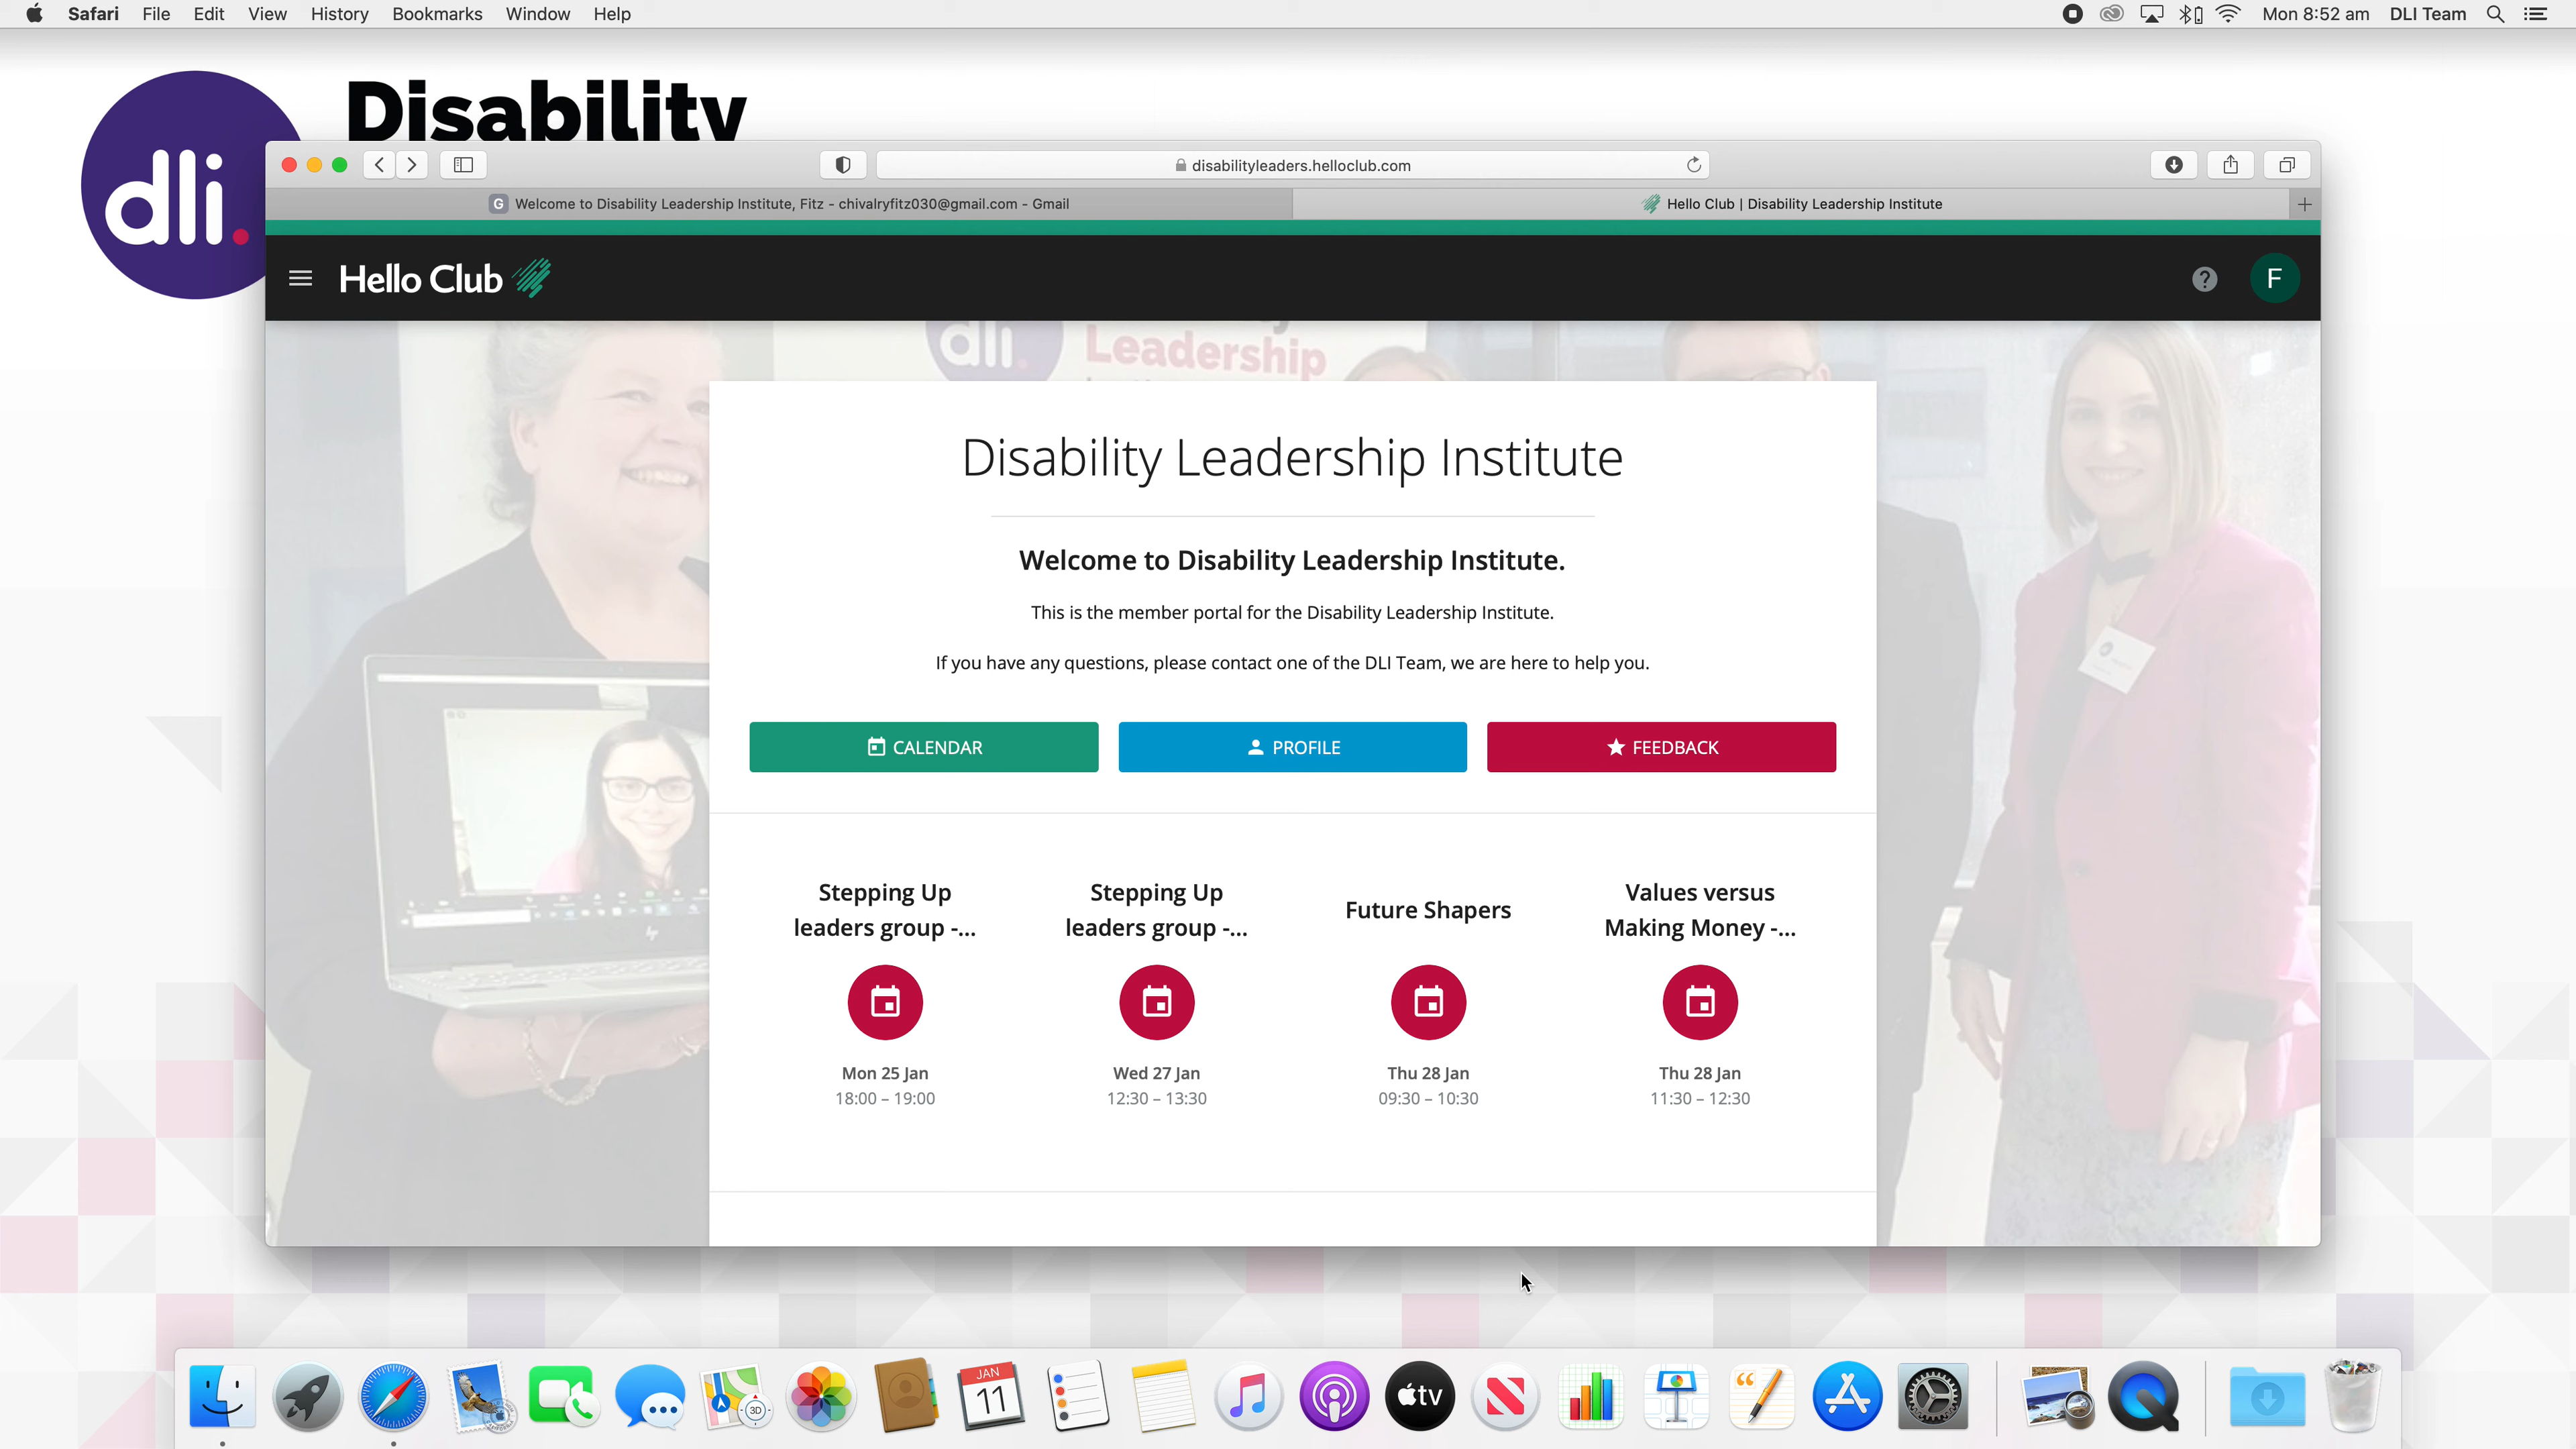 Safari File Edit View History Bookmarks Window Help
Mon 8:52 am DLI Team
dli.
Disability
disabilityleaders.helloclub.com
G Welcome to Disability Leadership Institute, Fitz - chivalryfitz030@gmail.com - Gmail
Hello Club | Disability Leadership Institute
Hello Club
?
F
dli.
Leadership
Disability Leadership Institute
Welcome to Disability Leadership Institute.
This is the member portal for the Disability Leadership Institute.
If you have any questions, please contact one of the DLI Team, we are here to help you.
CALENDAR
PROFILE
FEEDBACK
Stepping Up
leaders group -...
Mon 25 Jan
18:00 – 19:00
Stepping Up
leaders group -...
Wed 27 Jan
12:30 – 13:30
Future Shapers
Thu 28 Jan
09:30 – 10:30
Values versus
Making Money -...
Thu 28 Jan
11:30 – 12:30
hp
3D
JAN
11
tv